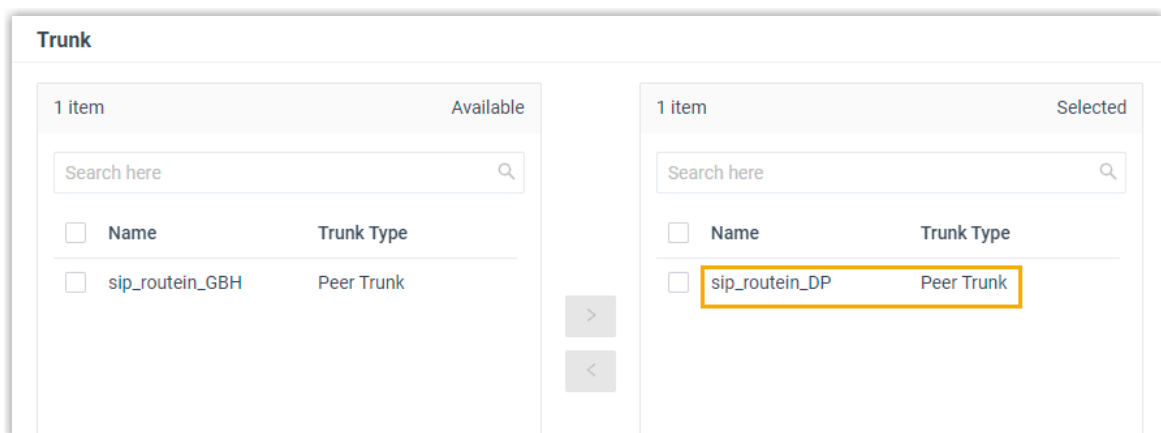 Trunk
1 item Available
Search here
Name Trunk Type
sip_routein_GBH Peer Trunk
>
<
1 item Selected
Search here
Name Trunk Type
sip_routein_DP Peer Trunk